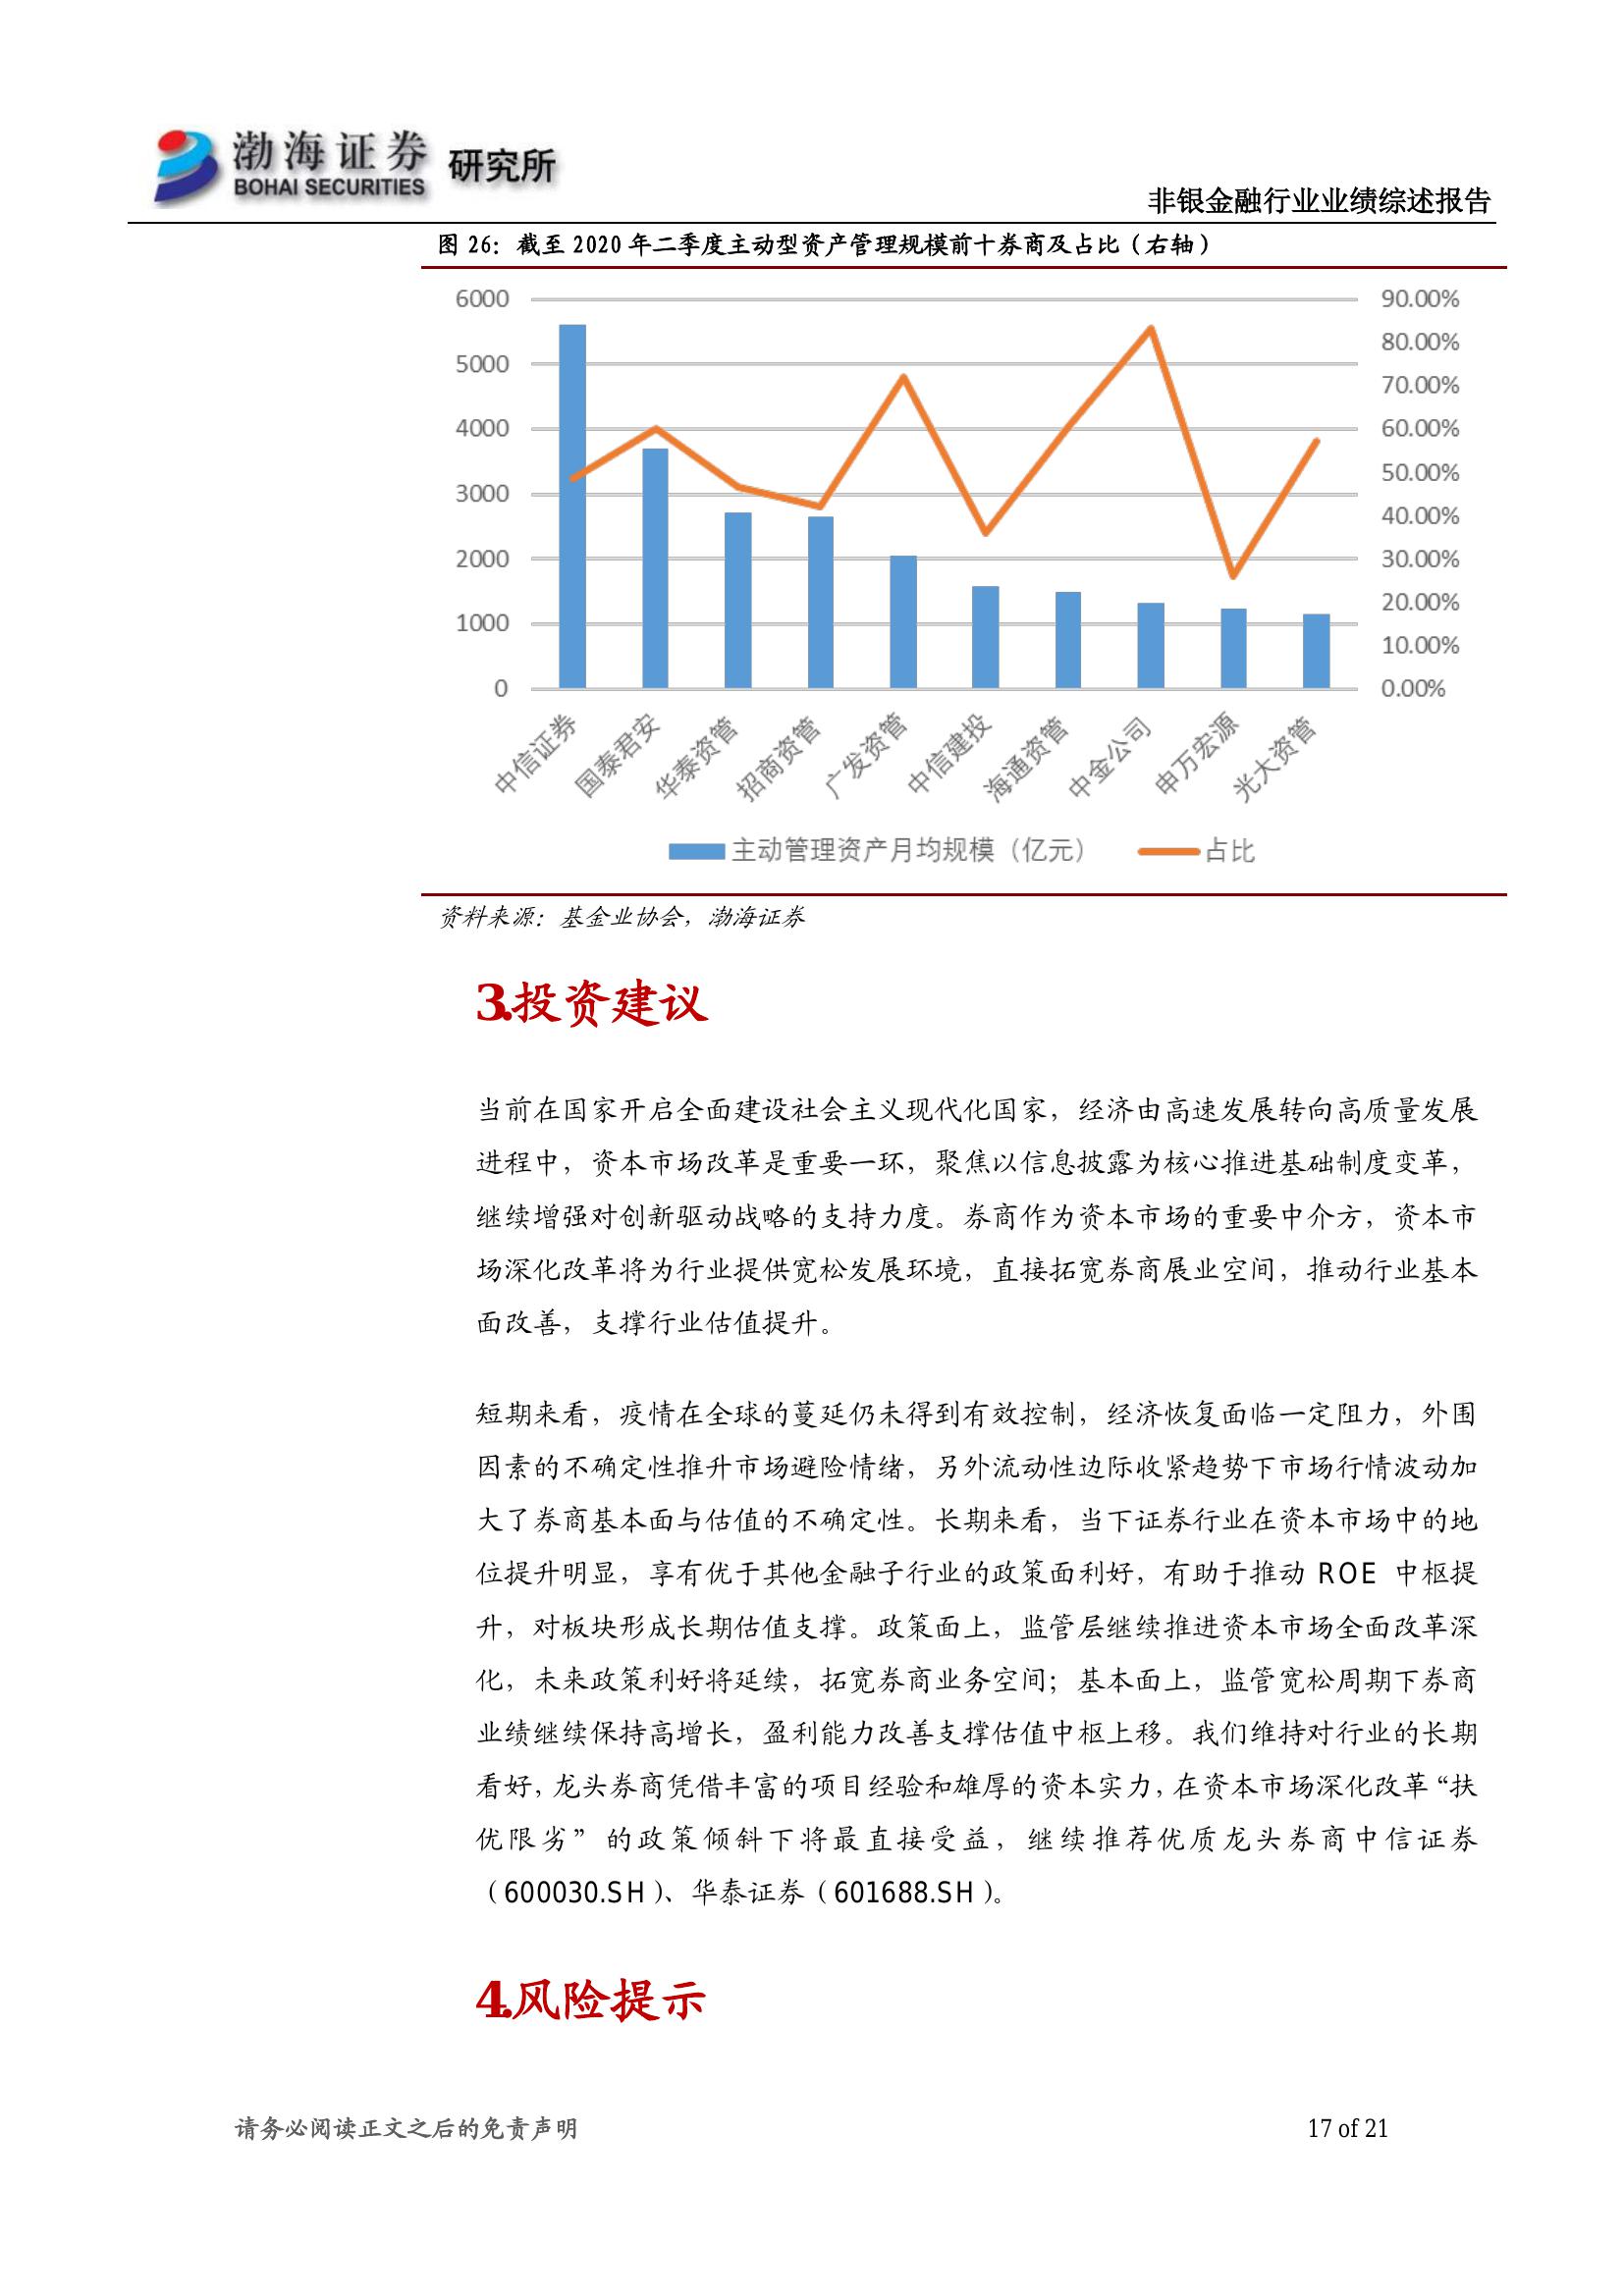 渤海证券 研究所
BOHAI SECURITIES
非银金融行业业绩综述报告
图 26：截至 2020 年二季度主动型资产管理规模前十券商及占比（右轴）
6000
5000
4000
3000
2000
1000
0
90.00%
80.00%
70.00%
60.00%
50.00%
40.00%
30.00%
20.00%
10.00%
0.00%
中信证券
国泰君安
华泰资管
招商资管
广发资管
中信建投
海通资管
中金公司
申万宏源
光大资管
主动管理资产月均规模（亿元）
占比
资料来源：基金业协会，渤海证券
3.投资建议
当前在国家开启全面建设社会主义现代化国家，经济由高速发展转向高质量发展
进程中，资本市场改革是重要一环，聚焦以信息披露为核心推进基础制度变革，
继续增强对创新驱动战略的支持力度。券商作为资本市场的重要中介方，资本市
场深化改革将为行业提供宽松发展环境，直接拓宽券商展业空间，推动行业基本
面改善，支撑行业估值提升。
短期来看，疫情在全球的蔓延仍未得到有效控制，经济恢复面临一定阻力，外围
因素的不确定性推升市场避险情绪，另外流动性边际收紧趋势下市场行情波动加
大了券商基本面与估值的不确定性。长期来看，当下证券行业在资本市场中的地
位提升明显，享有优于其他金融子行业的政策面利好，有助于推动 ROE 中枢提
升，对板块形成长期估值支撑。政策面上，监管层继续推进资本市场全面改革深
化，未来政策利好将延续，拓宽券商业务空间；基本面上，监管宽松周期下券商
业绩继续保持高增长，盈利能力改善支撑估值中枢上移。我们维持对行业的长期
看好，龙头券商凭借丰富的项目经验和雄厚的资本实力，在资本市场深化改革“扶
优限劣”的政策倾斜下将最直接受益，继续推荐优质龙头券商中信证券
（600030.SH）、华泰证券（601688.SH）。
4.风险提示
请务必阅读正文之后的免责声明
17 of 21